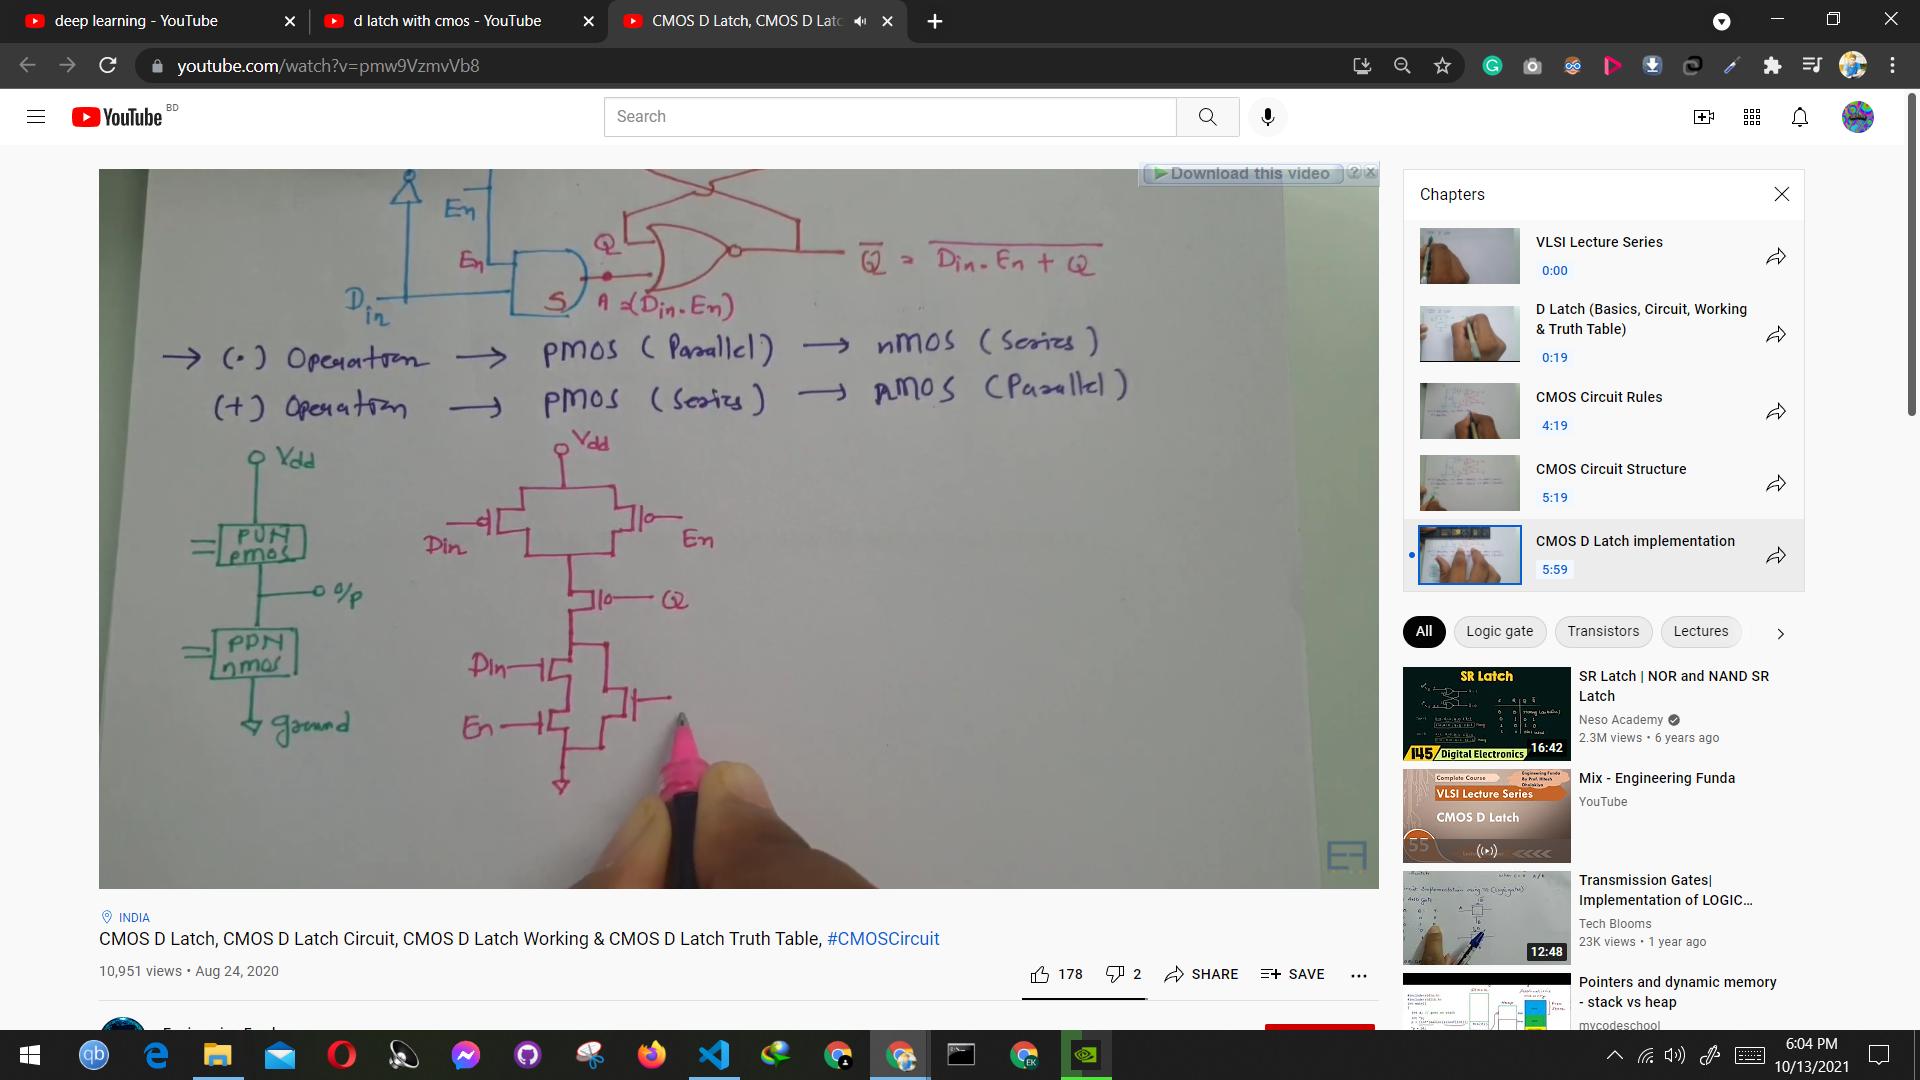 deep learning - YouTube
d latch with cmos - YouTube
CMOS D Latch, CMOS D Latc
youtube.com/watch?v=pmw9VzmvVb8
YouTube BD
Search
Download this video
En
En
Q
Din
S
A = (Din.En)
Q = Din.En + Q
→ (·) Operation → pMOS (Parallel) → nMOS (Series)
(+) Operation → pMOS (Series) → nMOS (Parallel)
Vdd
PUN
pmos
o/p
PDN
nmos
ground
Vdd
Din
En
Q
Din
En
EF
INDIA
CMOS D Latch, CMOS D Latch Circuit, CMOS D Latch Working & CMOS D Latch Truth Table, #CMOSCircuit
10,951 views • Aug 24, 2020
178
2
SHARE
SAVE
Chapters
VLSI Lecture Series
0:00
D Latch (Basics, Circuit, Working
& Truth Table)
0:19
CMOS Circuit Rules
4:19
CMOS Circuit Structure
5:19
CMOS D Latch implementation
5:59
All
Logic gate
Transistors
Lectures
SR Latch
145 Digital Electronics
16:42
SR Latch | NOR and NAND SR
Latch
Neso Academy
2.3M views • 6 years ago
Complete Course
VLSI Lecture Series
CMOS D Latch
55
Mix - Engineering Funda
YouTube
12:48
Transmission Gates|
Implementation of LOGIC...
Tech Blooms
23K views • 1 year ago
Pointers and dynamic memory
- stack vs heap
mycodeschool
qb
EK
6:04 PM
10/13/2021